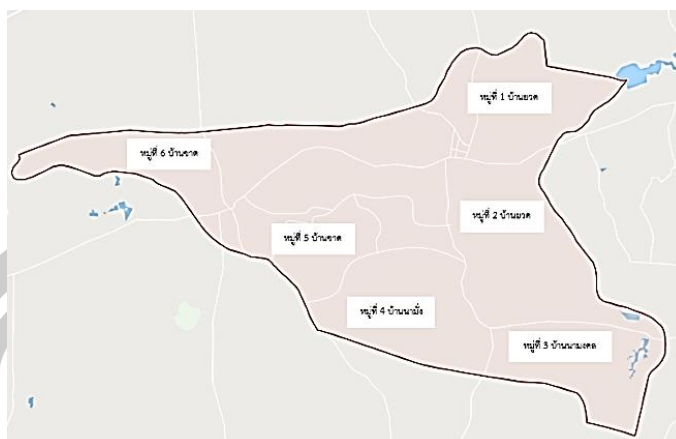 หมู่ที่ 1 บ้านยวด
หมู่ที่ 6 บ้านขาด
หมู่ที่ 2 บ้านยวด
หมู่ที่ 5 บ้านขาด
หมู่ที่ 4 บ้านนามั่ง
หมู่ที่ 3 บ้านนามงคล